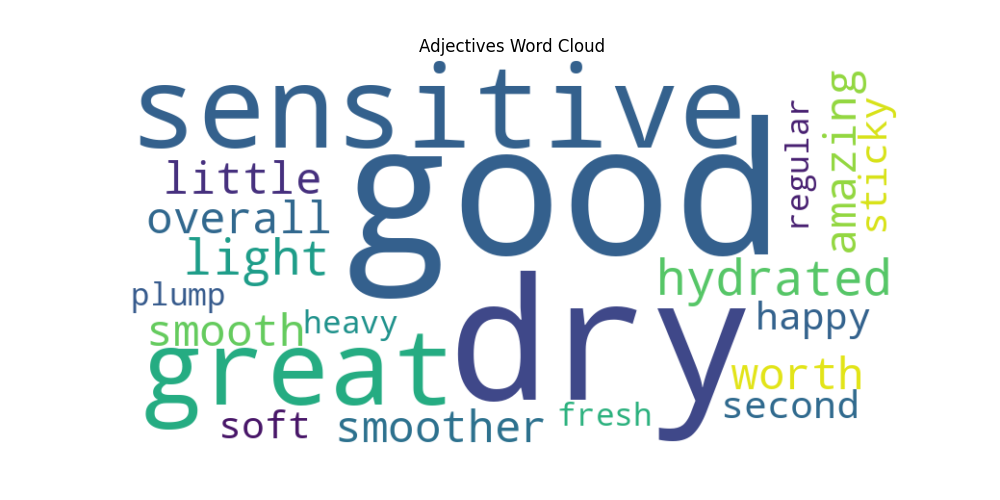 Adjectives Word Cloud
sensitive
good
regular
amazing
sticky
little
overall
light
hydrated
plump
heavy
smooth
happy
great
dry
worth
second
soft
smoother
fresh